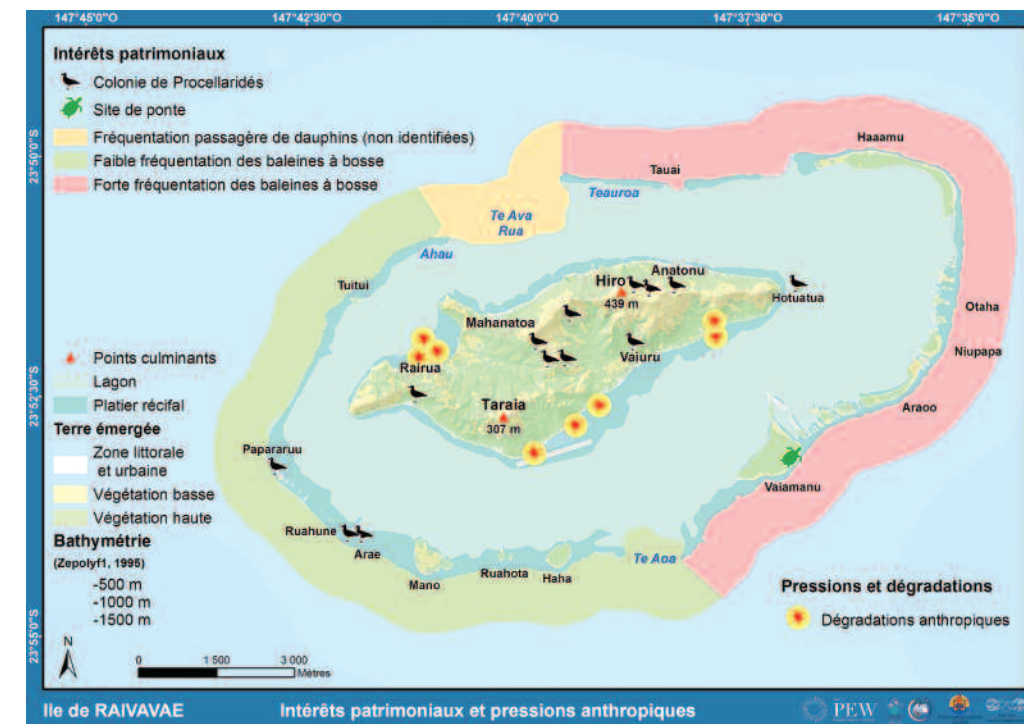 147°45'0"O 147°42'30"O 147°40'0"O 147°37'30"O 147°35'0"O
Intérêts patrimoniaux
Colonie de Procellaridés
Site de ponte
Fréquentation passagère de dauphins (non identifiées)
Faible fréquentation des baleines à bosse
Forte fréquentation des baleines à bosse
23°50'0"S
Haaamu
Tauai
Teauroa
Te Ava
Rua
Ahau
Tuitui
Hiro
Anatonu
439 m
Hotuatua
Otaha
Mahanatoa
Vaiuru
Niupapa
Points culminants
Rairua
Lagon
Platier récifal
23°52'30"S
Taraia
307 m
Araoo
Terre émergée
Zone littorale
et urbaine
Papararuu
Végétation basse
Vaiamanu
Végétation haute
Ruahune
Arae
Bathymétrie
(Zepolyf1, 1995)
Te Aoa
Ruahota
Haha
Mano
-500 m
-1000 m
-1500 m
Pressions et dégradations
Dégradations anthropiques
23°55'0"S
N
0 1 500 3 000
Mètres
Ile de RAIVAVAE Intérêts patrimoniaux et pressions anthropiques PEW